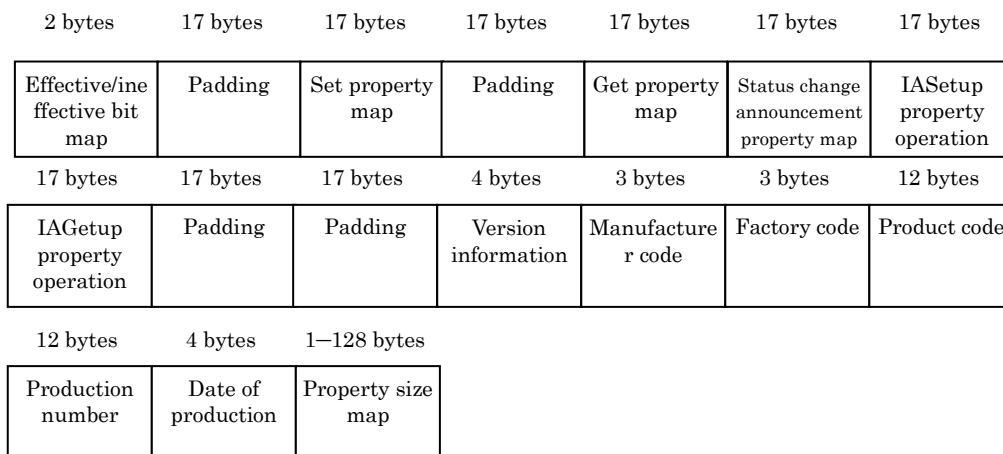 2 bytes 17 bytes 17 bytes 17 bytes 17 bytes 17 bytes 17 bytes
Effective/ine
ffective bit
map
Padding
Set property
map
Padding
Get property
map
Status change
announcement
property map
IASetup
property
operation
17 bytes 17 bytes 17 bytes 4 bytes 3 bytes 3 bytes 12 bytes
IAGetup
property
operation
Padding
Padding
Version
information
Manufacture
r code
Factory code
Product code
12 bytes 4 bytes 1–128 bytes
Production
number
Date of
production
Property size
map